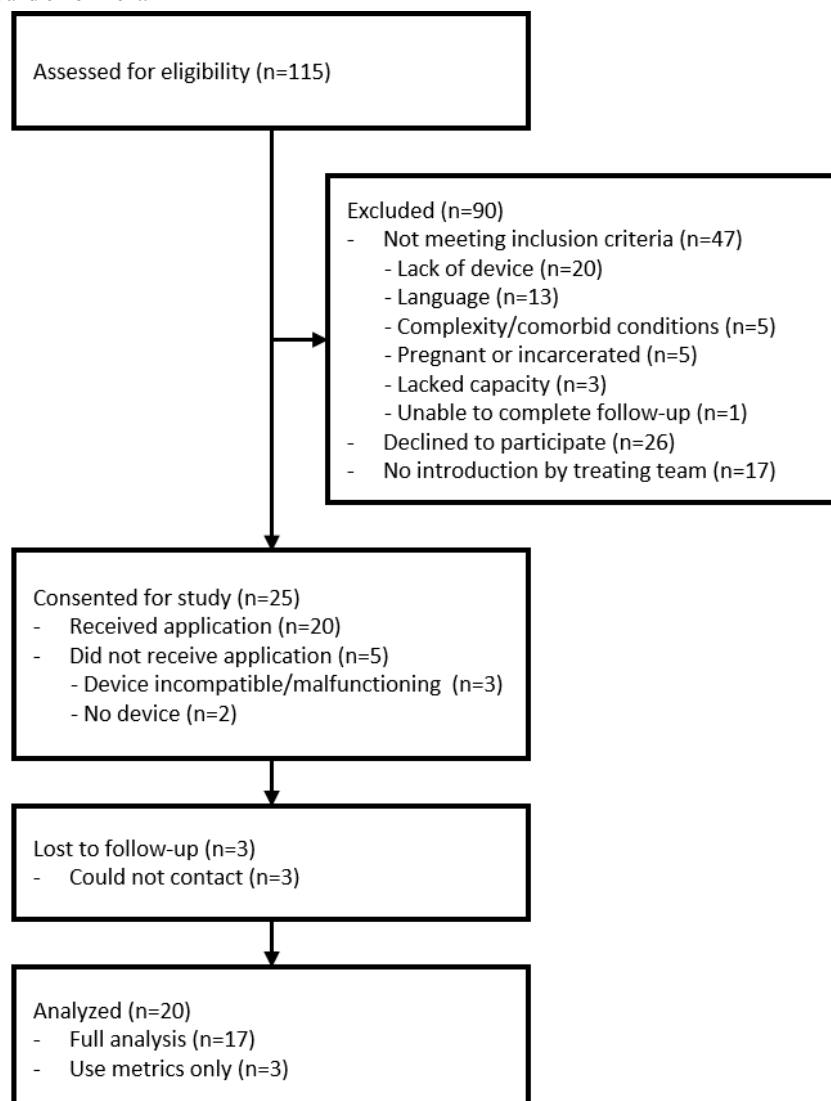 Assessed for eligibility (n=115)
Excluded (n=90)
- Not meeting inclusion criteria (n=47)
- Lack of device (n=20)
- Language (n=13)
- Complexity/comorbid conditions (n=5)
- Pregnant or incarcerated (n=5)
- Lacked capacity (n=3)
- Unable to complete follow-up (n=1)
- Declined to participate (n=26)
- No introduction by treating team (n=17)
Consented for study (n=25)
- Received application (n=20)
- Did not receive application (n=5)
- Device incompatible/malfunctioning (n=3)
- No device (n=2)
Lost to follow-up (n=3)
- Could not contact (n=3)
Analyzed (n=20)
- Full analysis (n=17)
- Use metrics only (n=3)